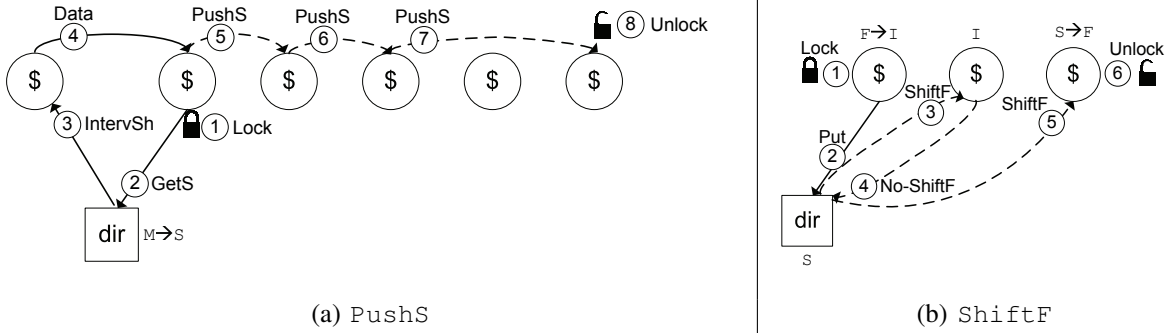 Data
4
PushS
5
PushS
6
PushS
7
8 Unlock
$ $ $ $ $ $
3 IntervSh
1 Lock
2 GetS
dir M→S
(a) PushS
F→I
I
S→F
Lock
1
$ $ $
Unlock
6
ShiftF
3
ShiftF
5
Put
2
4 No-ShiftF
dir
S
(b) ShiftF